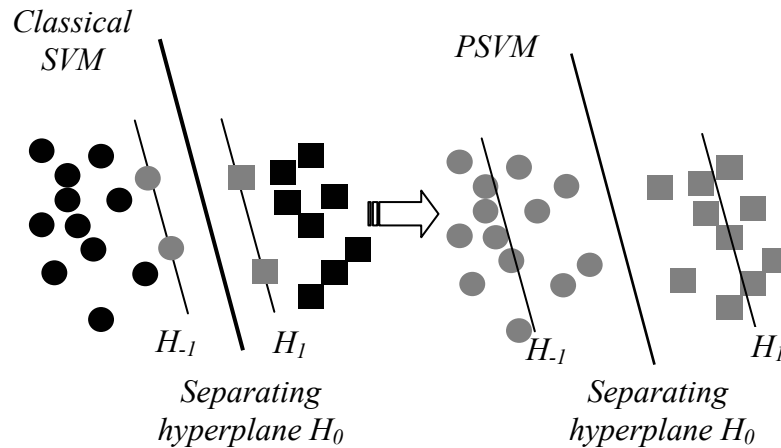 Classical
SVM
PSVM
H₋₁
H₁
H₋₁
H₁
Separating
hyperplane H₀
Separating
hyperplane H₀